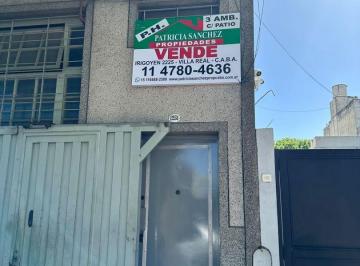 P.H.
3 AMB.
C/ PATIO
PATRICIA SANCHEZ
PROPIEDADES
VENDE
IRIGOYEN 2225 - VILLA REAL - C.A.B.A.
11 4780-4636